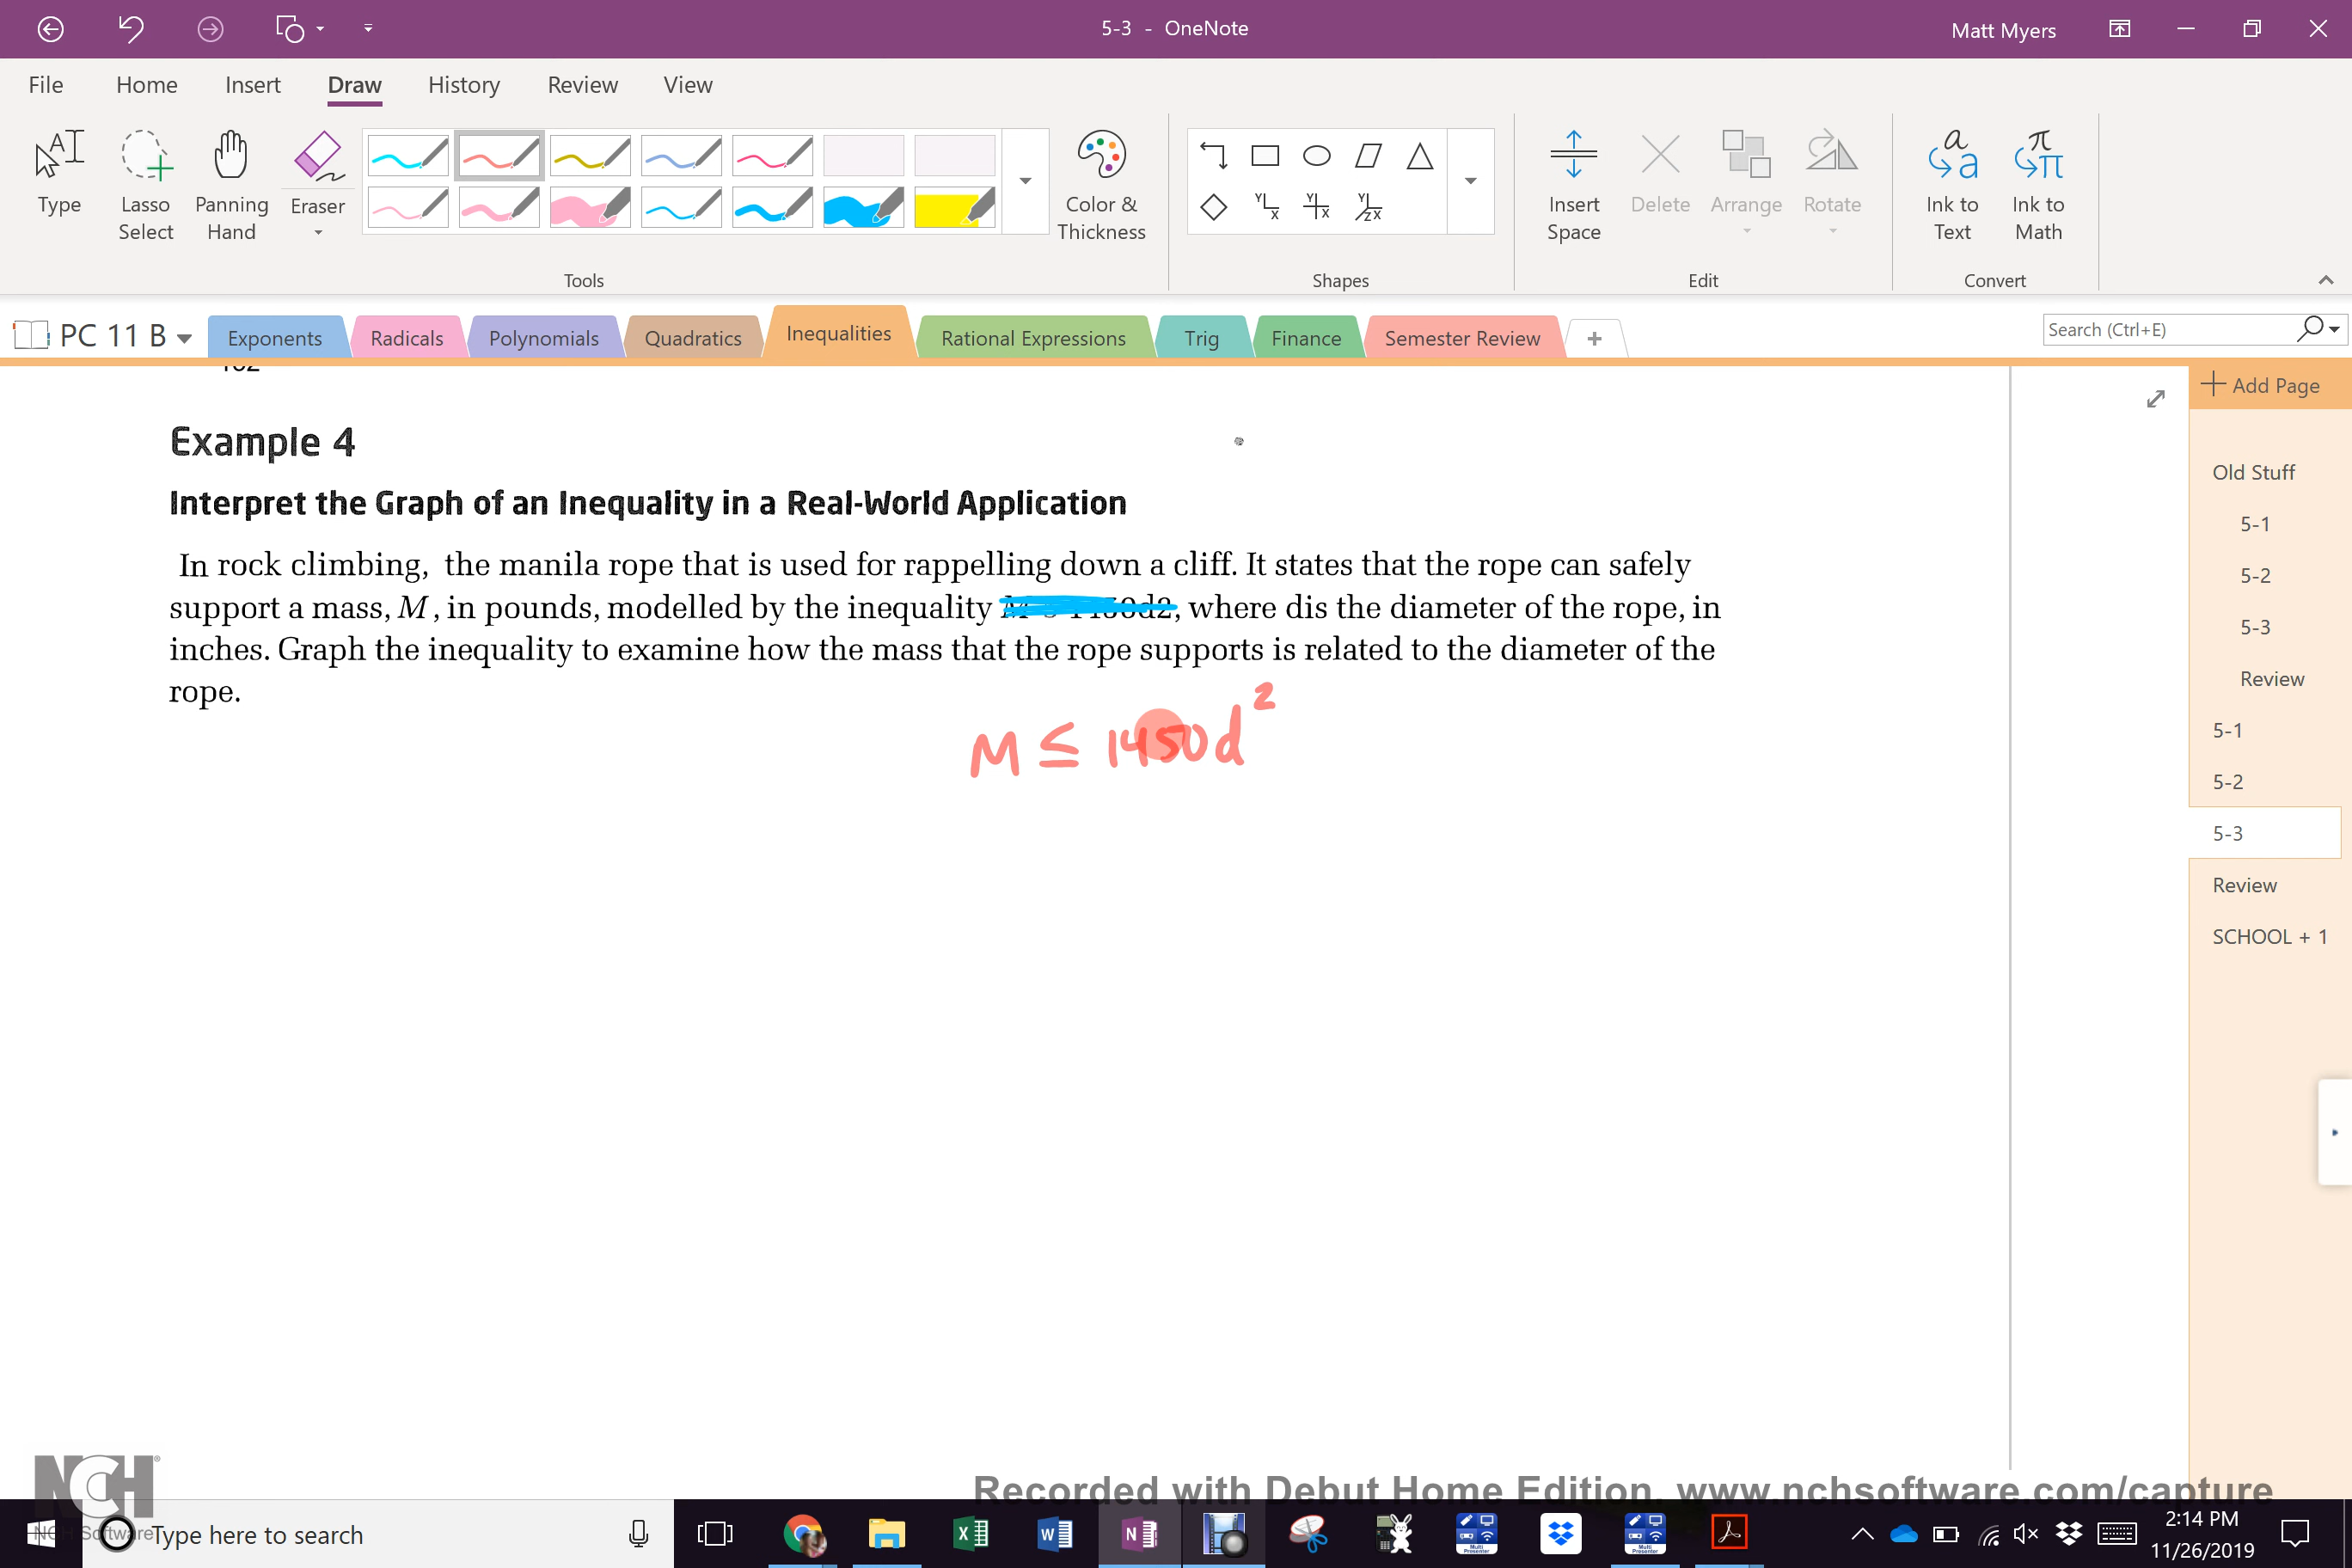 5-3 - OneNote
Matt Myers
File Home Insert Draw History Review View
Type
Lasso Select
Panning Hand
Eraser
Color & Thickness
Insert Space
Delete
Arrange
Rotate
Ink to Text
Ink to Math
Tools
Shapes
Edit
Convert
PC 11 B
Exponents Radicals Polynomials Quadratics Inequalities Rational Expressions Trig Finance Semester Review
Search (Ctrl+E)
Add Page
Old Stuff
5-1
5-2
5-3
Review
5-1
5-2
5-3
Review
SCHOOL + 1
Example 4
Interpret the Graph of an Inequality in a Real-World Application
In rock climbing, the manila rope that is used for rappelling down a cliff. It states that the rope can safely
support a mass, M, in pounds, modelled by the inequality , where dis the diameter of the rope, in
inches. Graph the inequality to examine how the mass that the rope supports is related to the diameter of the
rope.
M ≤ 1450d²
NCH
NCH Software
Recorded with Debut Home Edition. www.nchsoftware.com/capture
Type here to search
2:14 PM
11/26/2019